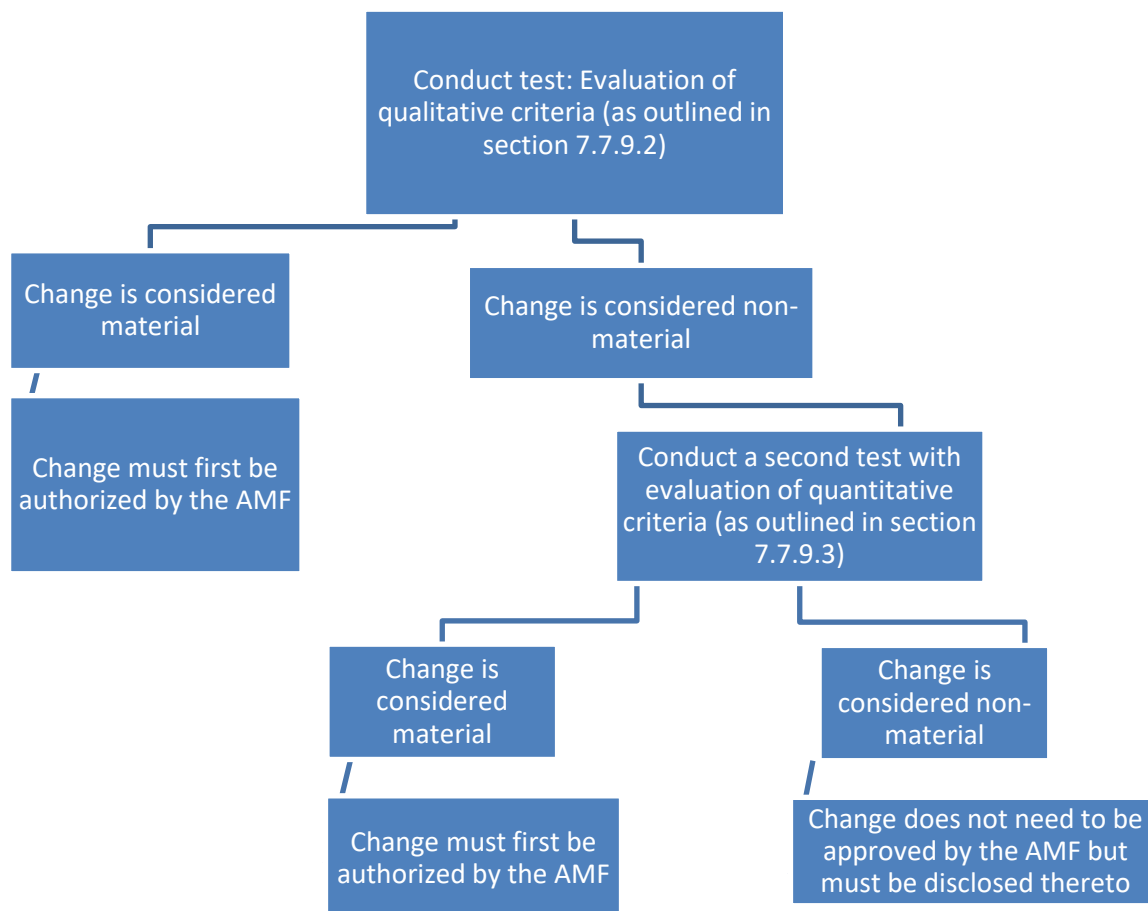 Conduct test: Evaluation of
qualitative criteria (as outlined in
section 7.7.9.2)
Change is considered
material
Change is considered non-
material
Change must first be
authorized by the AMF
Conduct a second test with
evaluation of quantitative
criteria (as outlined in section
7.7.9.3)
Change is
considered
material
Change is
considered non-
material
Change must first be
authorized by the AMF
Change does not need to be
approved by the AMF but
must be disclosed thereto